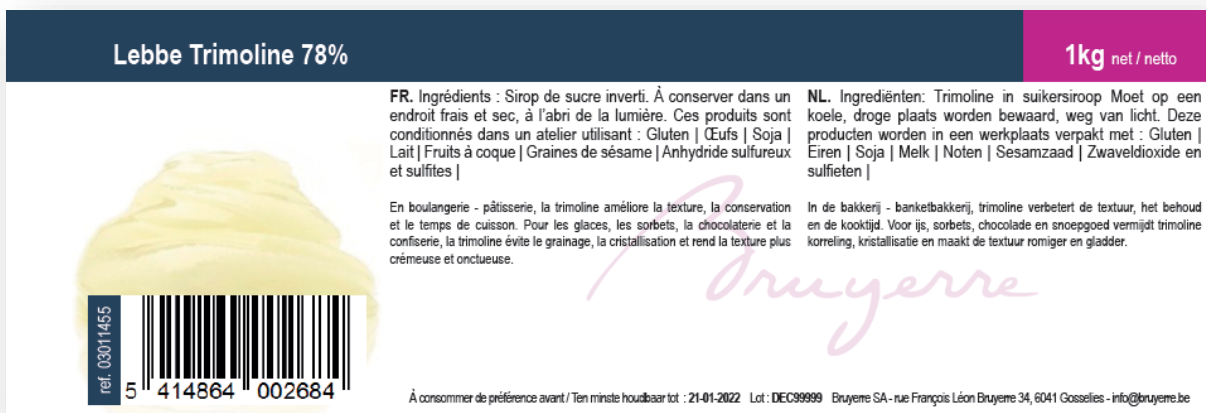 Lebbe Trimoline 78%
1kg net / netto
FR. Ingrédients : Sirop de sucre inverti. À conserver dans un
endroit frais et sec, à l'abri de la lumière. Ces produits sont
conditionnés dans un atelier utilisant : Gluten | Œufs | Soja |
Lait | Fruits à coque | Graines de sésame | Anhydride sulfureux
et sulfites |
En boulangerie - pâtisserie, la trimoline améliore la texture, la conservation
et le temps de cuisson. Pour les glaces, les sorbets, la chocolaterie et la
confiserie, la trimoline évite le grainage, la cristallisation et rend la texture plus
crémeuse et onctueuse.
NL. Ingrediënten: Trimoline in suikersiroop Moet op een
koele, droge plaats worden bewaard, weg van licht. Deze
producten worden in een werkplaats verpakt met : Gluten |
Eiren | Soja | Melk | Noten | Sesamzaad | Zwaveldioxide en
sulfieten |
In de bakkerij - banketbakkerij, trimoline verbetert de textuur, het behoud
en de kooktijd. Voor ijs, sorbets, chocolade en snoepgoed vermijdt trimoline
korreling, kristallisatie en maakt de textuur romiger en gladder.
Bruyerre
ref. 03011455
5 414864 002684
À consommer de préférence avant / Ten minste houdbaar tot : 21-01-2022 Lot : DEC99999 Bruyerre SA - rue François Léon Bruyerre 34, 6041 Gosselies - info@bruyerre.be